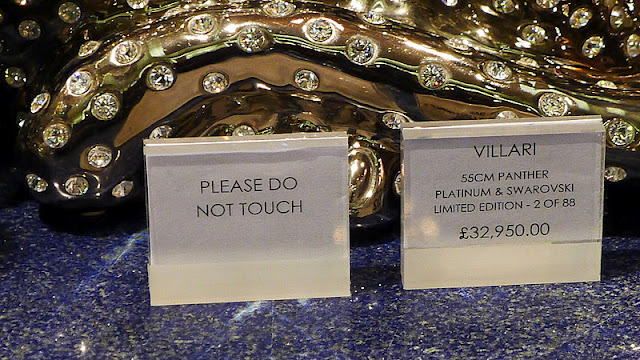 PLEASE DO
NOT TOUCH
VILLARI
55CM PANTHER
PLATINUM & SWAROVSKI
LIMITED EDITION - 2 OF 88
£32,950.00